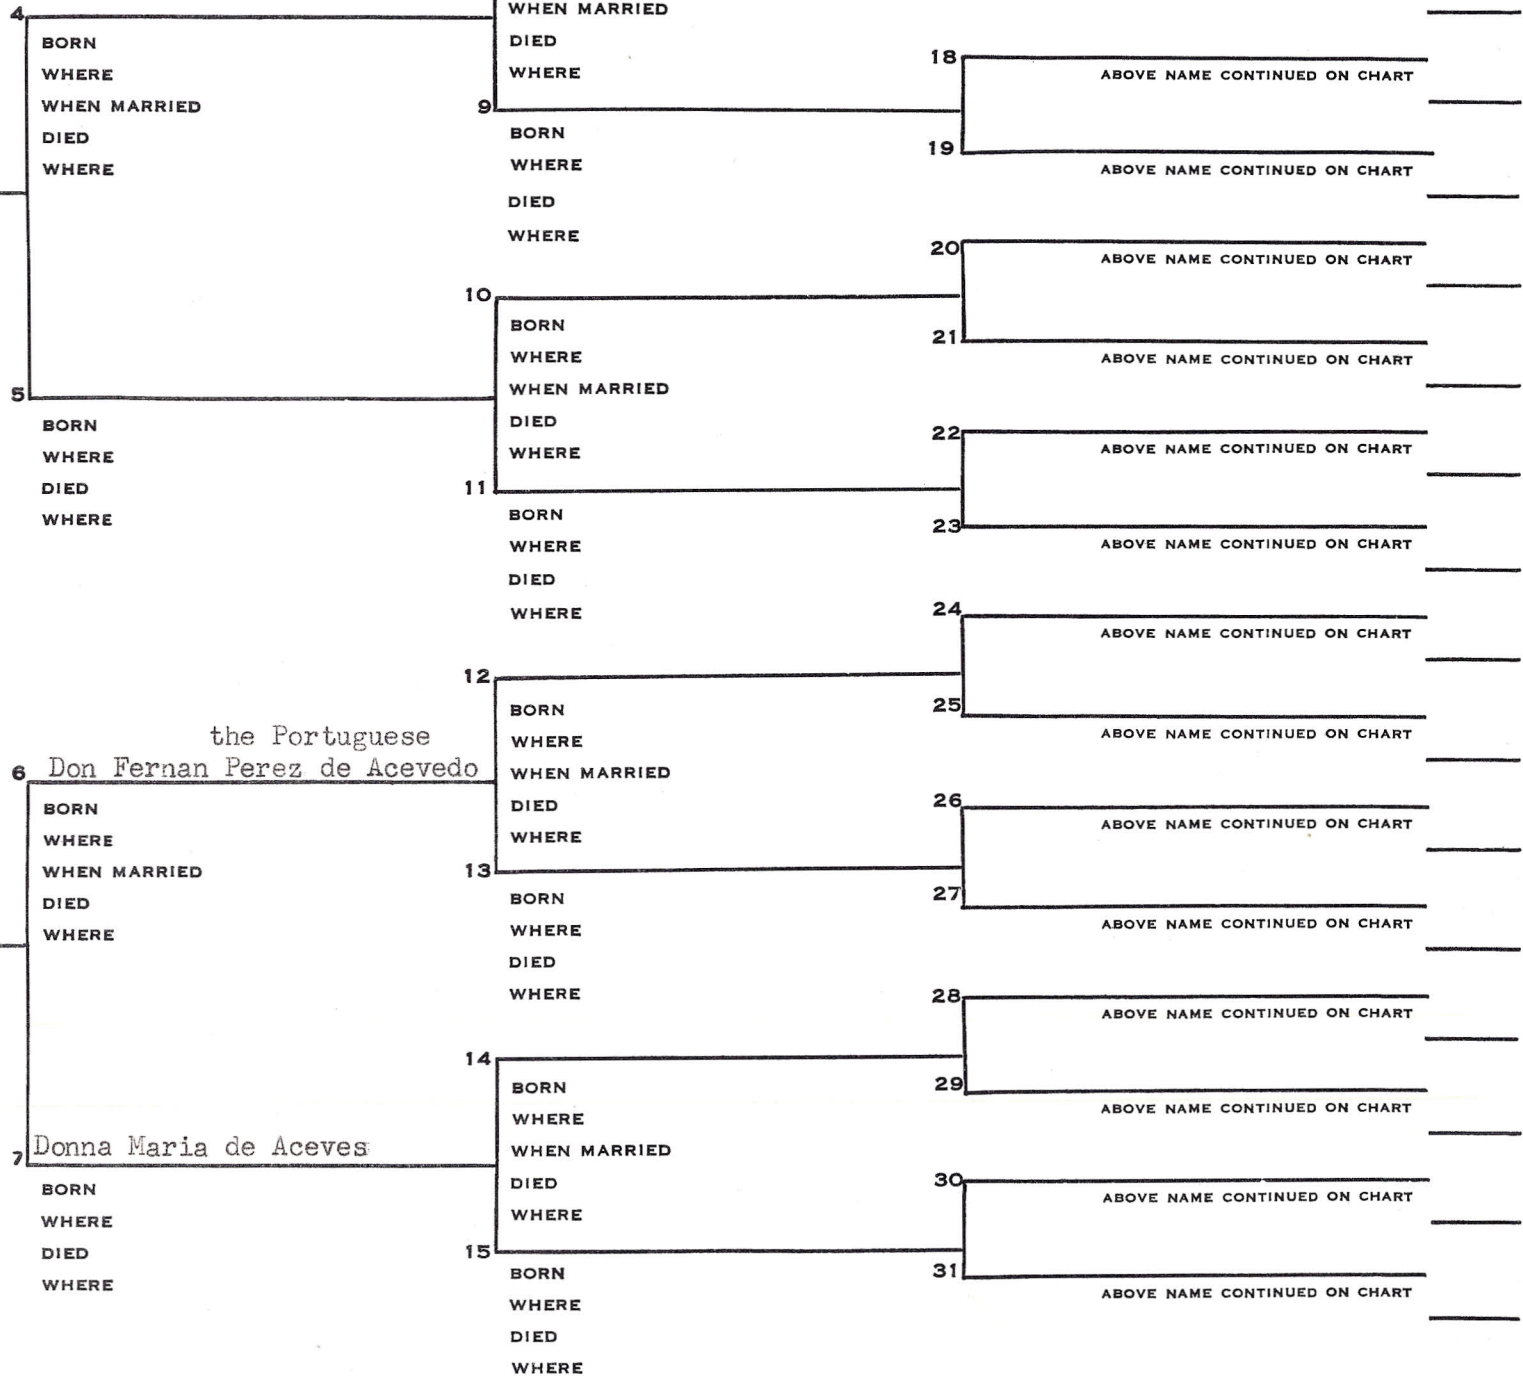 4
BORN
WHERE
WHEN MARRIED
DIED
WHERE
5
BORN
WHERE
DIED
WHERE
the Portuguese
6 Don Fernan Perez de Acevedo
BORN
WHERE
WHEN MARRIED
DIED
WHERE
7 Donna Maria de Aceves
BORN
WHERE
DIED
WHERE
WHEN MARRIED
DIED
WHERE
9
BORN
WHERE
DIED
WHERE
10
BORN
WHERE
WHEN MARRIED
DIED
WHERE
11
BORN
WHERE
DIED
WHERE
12
BORN
WHERE
WHEN MARRIED
DIED
WHERE
13
BORN
WHERE
DIED
WHERE
14
BORN
WHERE
WHEN MARRIED
DIED
WHERE
15
BORN
WHERE
DIED
WHERE
18
ABOVE NAME CONTINUED ON CHART
19
ABOVE NAME CONTINUED ON CHART
20
ABOVE NAME CONTINUED ON CHART
21
ABOVE NAME CONTINUED ON CHART
22
ABOVE NAME CONTINUED ON CHART
23
ABOVE NAME CONTINUED ON CHART
24
ABOVE NAME CONTINUED ON CHART
25
ABOVE NAME CONTINUED ON CHART
26
ABOVE NAME CONTINUED ON CHART
27
ABOVE NAME CONTINUED ON CHART
28
ABOVE NAME CONTINUED ON CHART
29
ABOVE NAME CONTINUED ON CHART
30
ABOVE NAME CONTINUED ON CHART
31
ABOVE NAME CONTINUED ON CHART